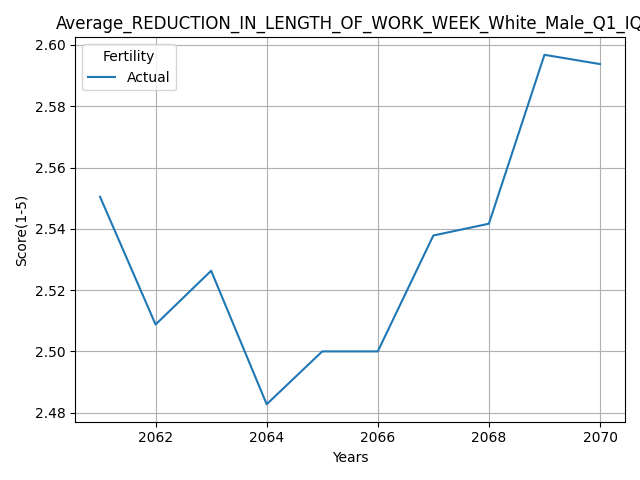 Average_REDUCTION_IN_LENGTH_OF_WORK_WEEK_White_Male_Q1_IQ
Fertility
Actual
2.60
2.58
2.56
2.54
2.52
2.50
2.48
Score(1-5)
2062 2064 2066 2068 2070
Years